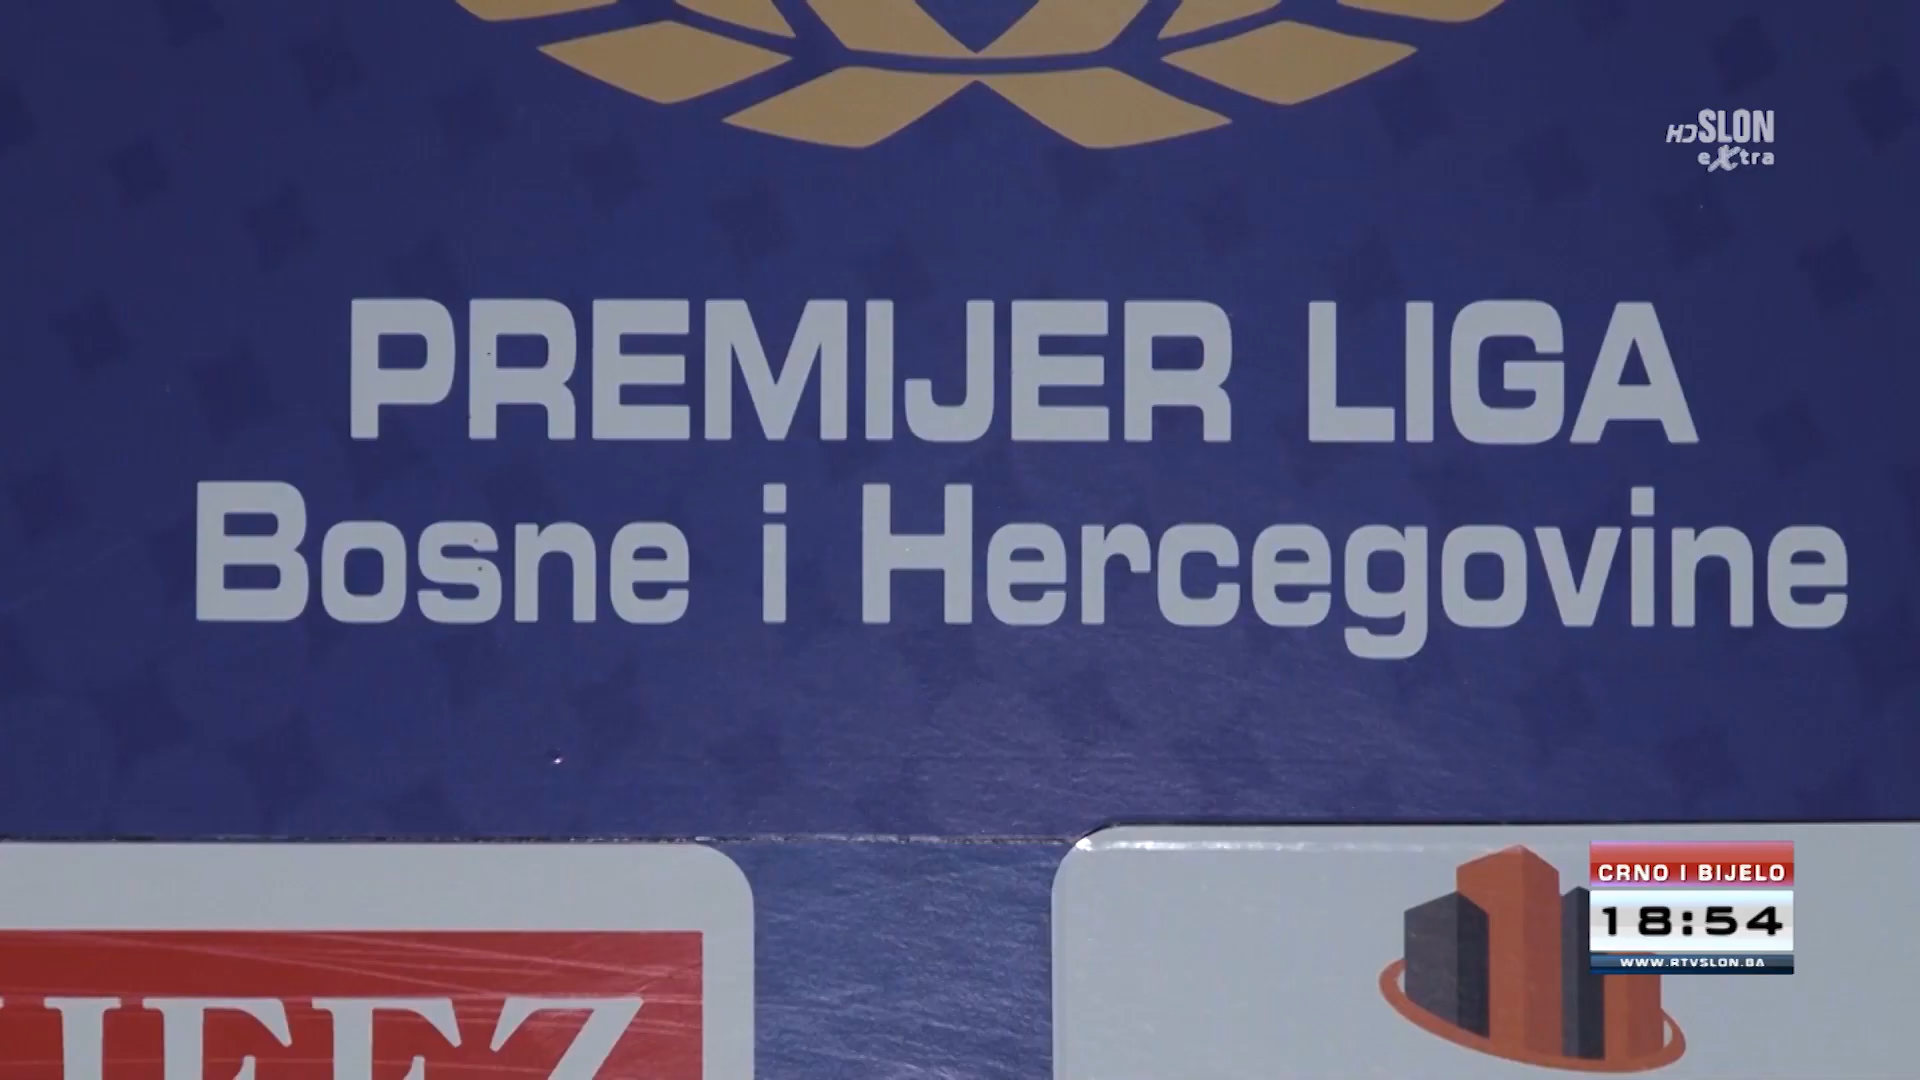 HD SLON
extra
PREMIJER LIGA
Bosne i Hercegovine
CRNO I BIJELO
18:54
WWW.RTVSLON.BA